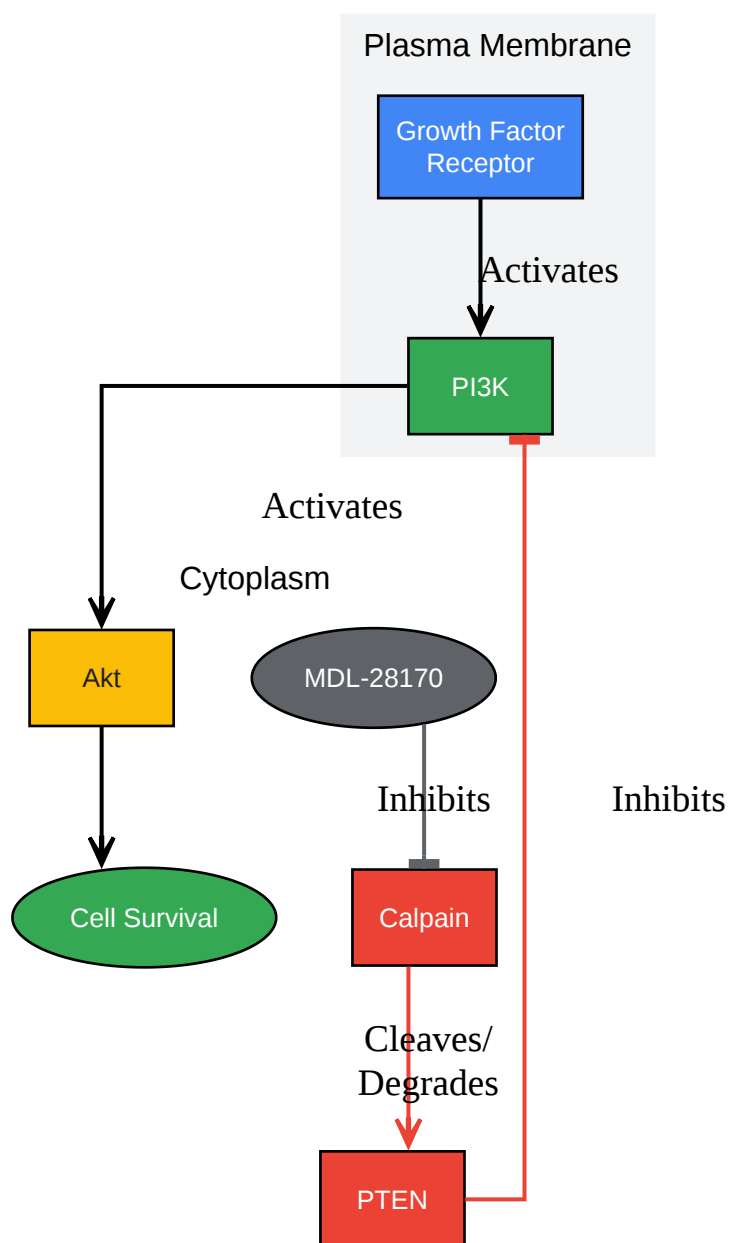 Plasma Membrane
Growth Factor
Receptor
Activates
PI3K
Activates
Cytoplasm
Akt
MDL-28170
Inhibits
Inhibits
Cell Survival
Calpain
Cleaves/
Degrades
PTEN